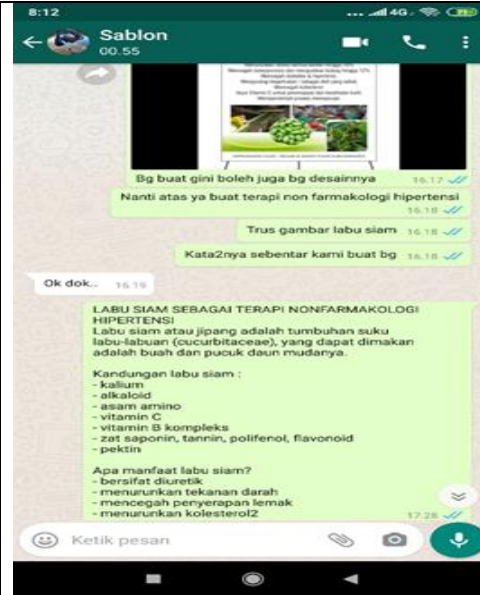 8:12
4G
Sablon
00.55
Bg buat gini boleh juga bg desainnya 16.17
Nanti atas ya buat terapi non farmakologi hipertensi
16.18
Trus gambar labu siam 16.18
Kata2nya sebentar kami buat bg 16.18
Ok dok.. 16.19
LABU SIAM SEBAGAI TERAPI NONFARMAKOLOGI
HIPERTENSI
Labu siam atau jipang adalah tumbuhan suku
labu-labuan (cucurbitaceae), yang dapat dimakan
adalah buah dan pucuk daun mudanya.
Kandungan labu siam :
- kalium
- alkaloid
- asam amino
- vitamin C
- vitamin B kompleks
- zat saponin, tannin, polifenol, flavonoid
- pektin
Apa manfaat labu siam?
- bersifat diuretik
- menurunkan tekanan darah
- mencegah penyerapan lemak
- menurunkan kolesterol2
17.28
Ketik pesan